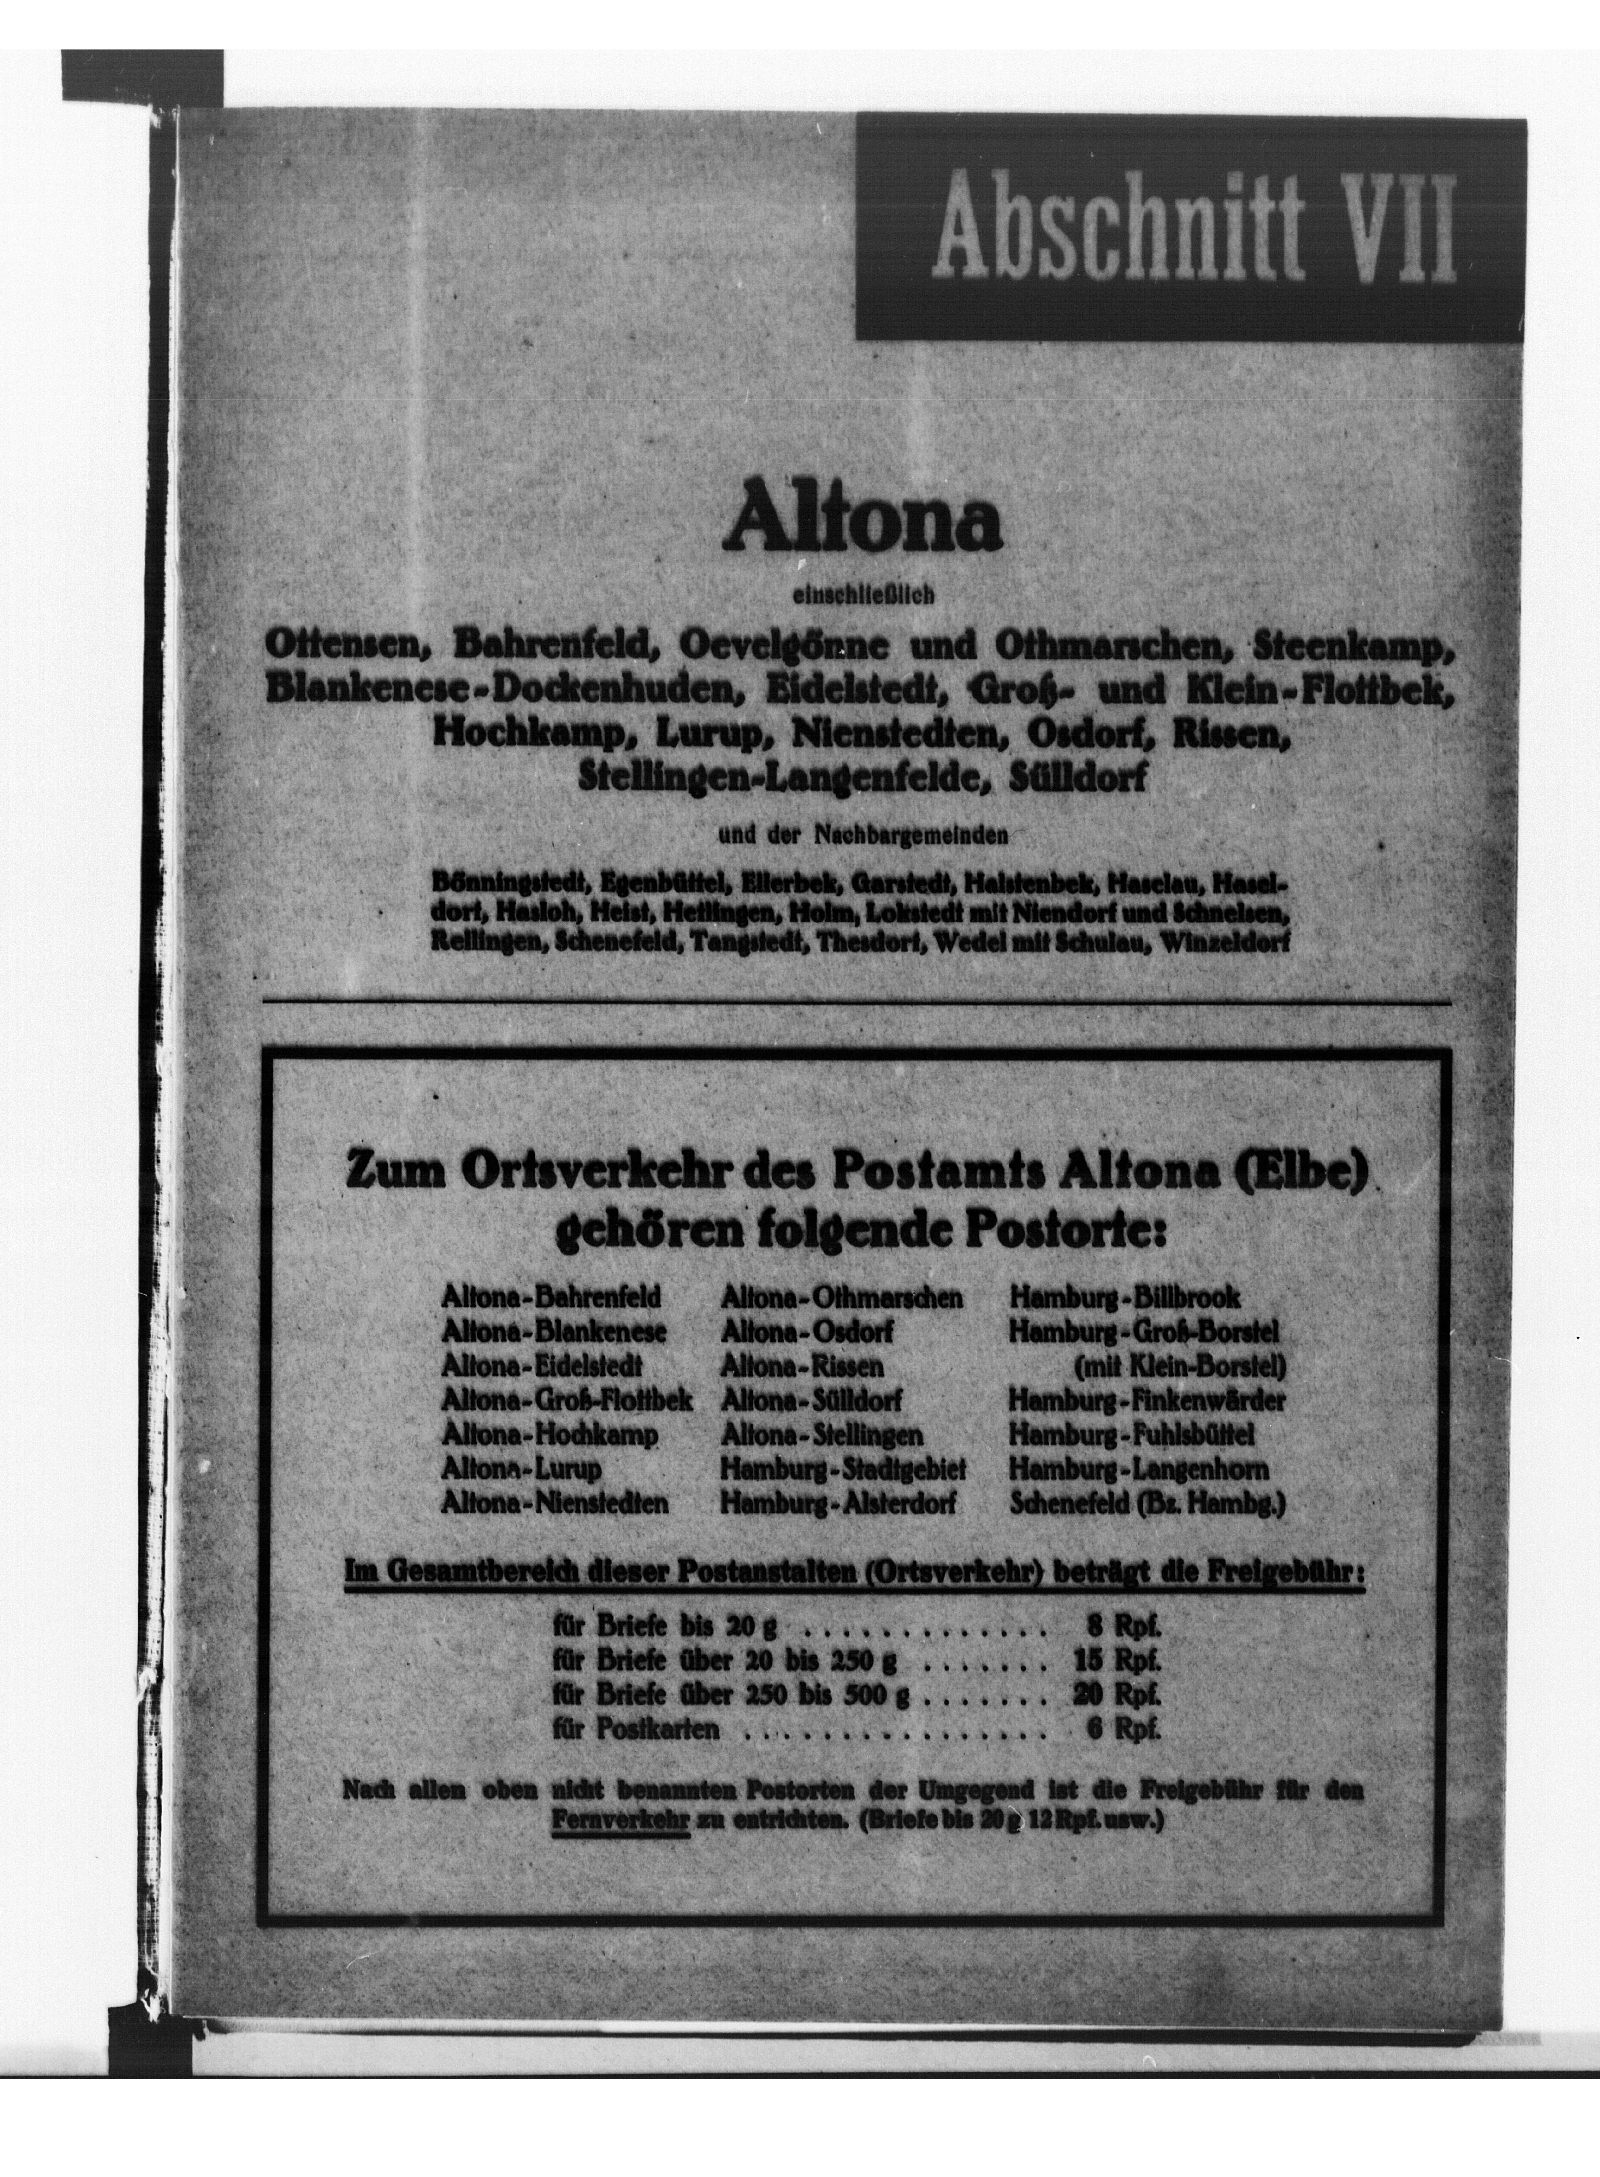 Abschnitt VII
Altona
einschließlich
Ottensen, Bahrenfeld, Oevelgönne und Othmarschen, Steenkamp,
Blankenese-Dockenhuden, Eidelstedt, Groß- und Klein-Flottbek,
Hochkamp, Lurup, Nienstedten, Osdorf, Rissen,
Stellingen-Langenfelde, Sülldorf
und der Nachbargemeinden
Bönningstedt, Egenbüttel, Ellerbek, Garstedt, Halstenbek, Haselau, Hasel-
dorf, Hasloh, Heist, Hetlingen, Holm, Lokstedt mit Niendorf und Schnelsen,
Rellingen, Schenefeld, Tangstedt, Thesdorf, Wedel mit Schulau, Winzeldorf
Zum Ortsverkehr des Postamts Altona (Elbe)
gehören folgende Postorte:
Altona-Bahrenfeld
Altona-Blankenese
Altona-Eidelstedt
Altona-Groß-Flottbek
Altona-Hochkamp
Altona-Lurup
Altona-Nienstedten
Altona-Othmarschen
Altona-Osdorf
Altona-Rissen
Altona-Sülldorf
Altona-Stellingen
Hamburg-Stadtgebiet
Hamburg-Alsterdorf
Hamburg-Billbrook
Hamburg-Groß-Borstel
(mit Klein-Borstel)
Hamburg-Finkenwärder
Hamburg-Fuhlsbüttel
Hamburg-Langenhorn
Schenefeld (Bz. Hambg.)
Im Gesamtbereich dieser Postanstalten (Ortsverkehr) beträgt die Freigebühr:
für Briefe bis 20 g . . . . . . . . . . . . . 8 Rpf.
für Briefe über 20 bis 250 g . . . . . . . 15 Rpf.
für Briefe über 250 bis 500 g . . . . . . . 20 Rpf.
für Postkarten . . . . . . . . . . . . . . . . 6 Rpf.
Nach allen oben nicht benannten Postorten der Umgegend ist die Freigebühr für den
Fernverkehr zu entrichten. (Briefe bis 20 g 12 Rpf. usw.)